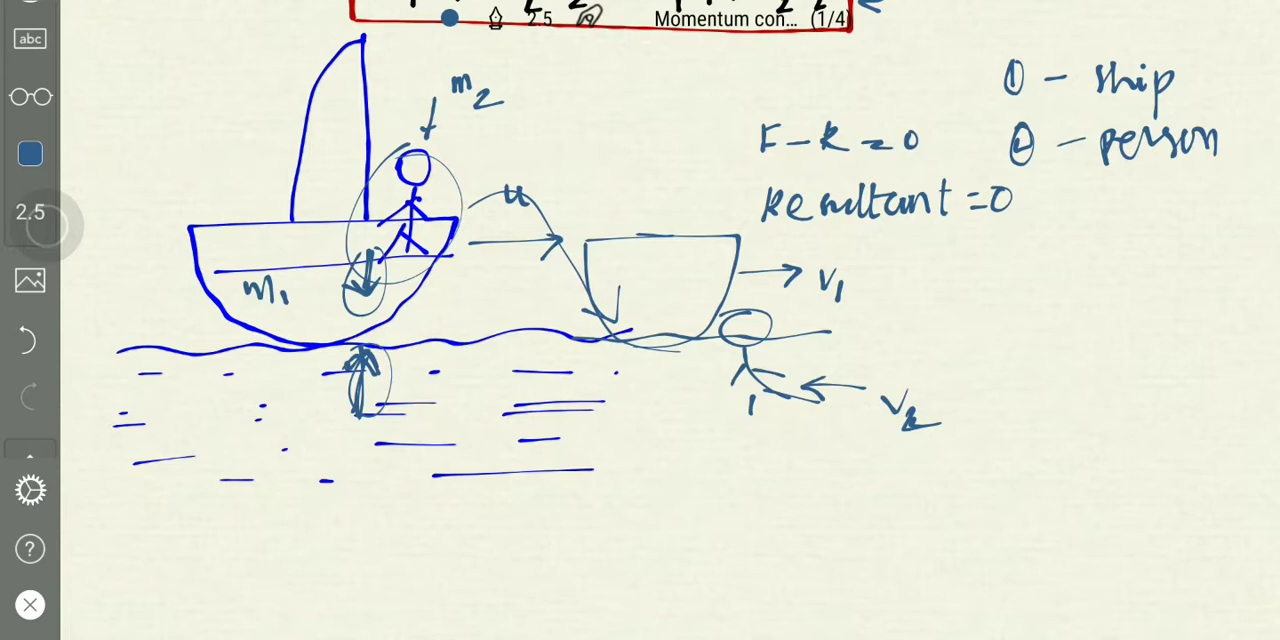 2.5 Momentum con... (1/4)
abc
① - ship
m2
F - R = 0
② - person
2.5
Resultant = 0
u
m1
V1
V2
?